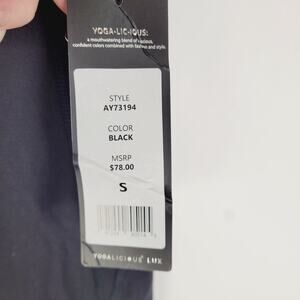 YOGA·LIC·IOUS:
a mouthwatering blend of luscious,
confident colors combined with fashion and style.
STYLE
AY73194
COLOR
BLACK
MSRP
$78.00
S
YOGALICIOUS® LUX